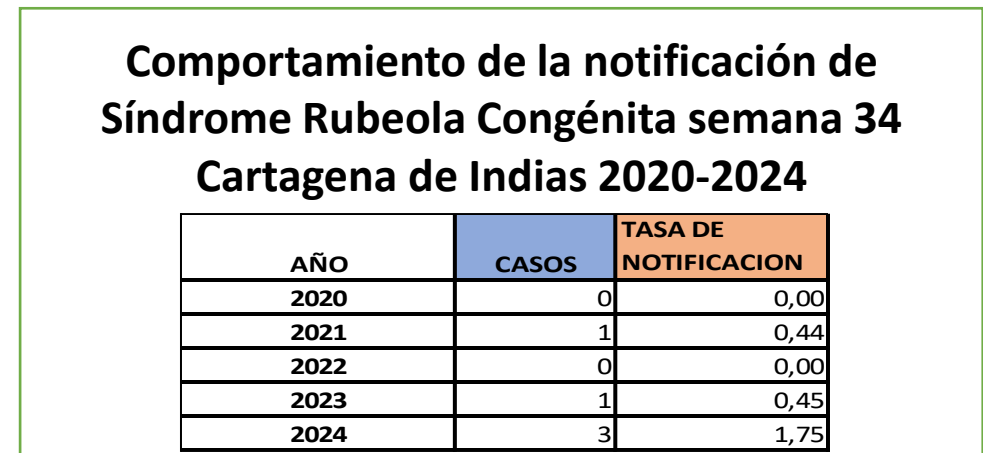 Comportamiento de la notificación de
Síndrome Rubeola Congénita semana 34
Cartagena de Indias 2020-2024
AÑO CASOS TASA DE NOTIFICACION
2020 0 0,00
2021 1 0,44
2022 0 0,00
2023 1 0,45
2024 3 1,75